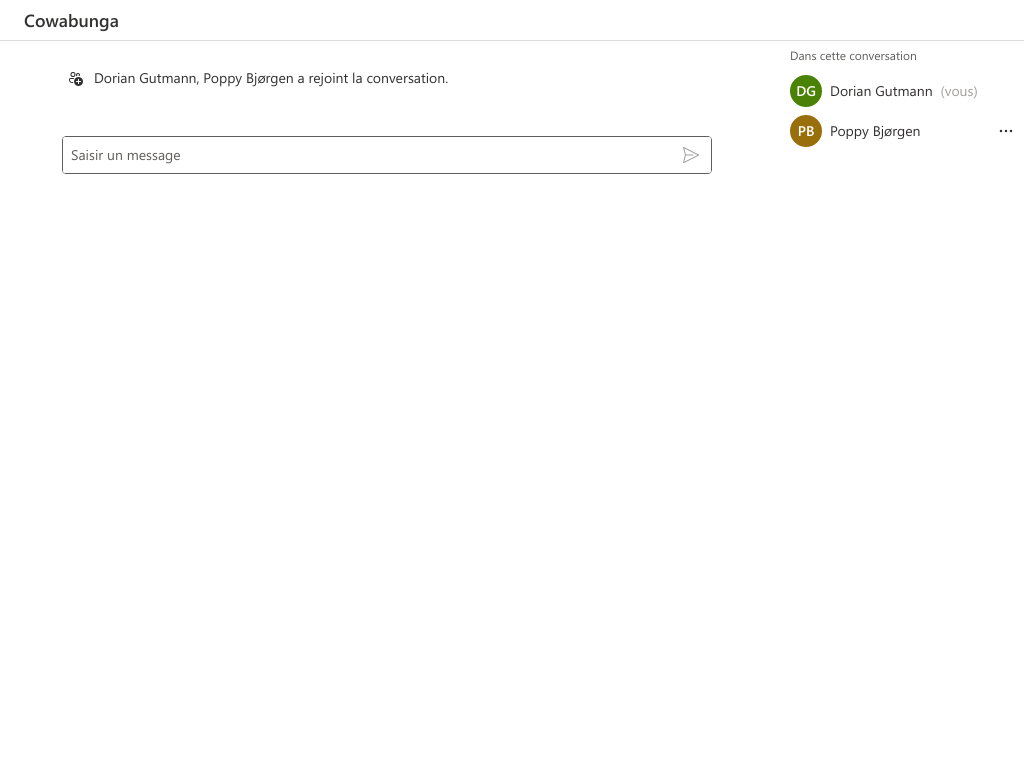 Cowabunga
Dorian Gutmann, Poppy Bjørgen a rejoint la conversation.
Saisir un message
Dans cette conversation
DG Dorian Gutmann (vous)
PB Poppy Bjørgen